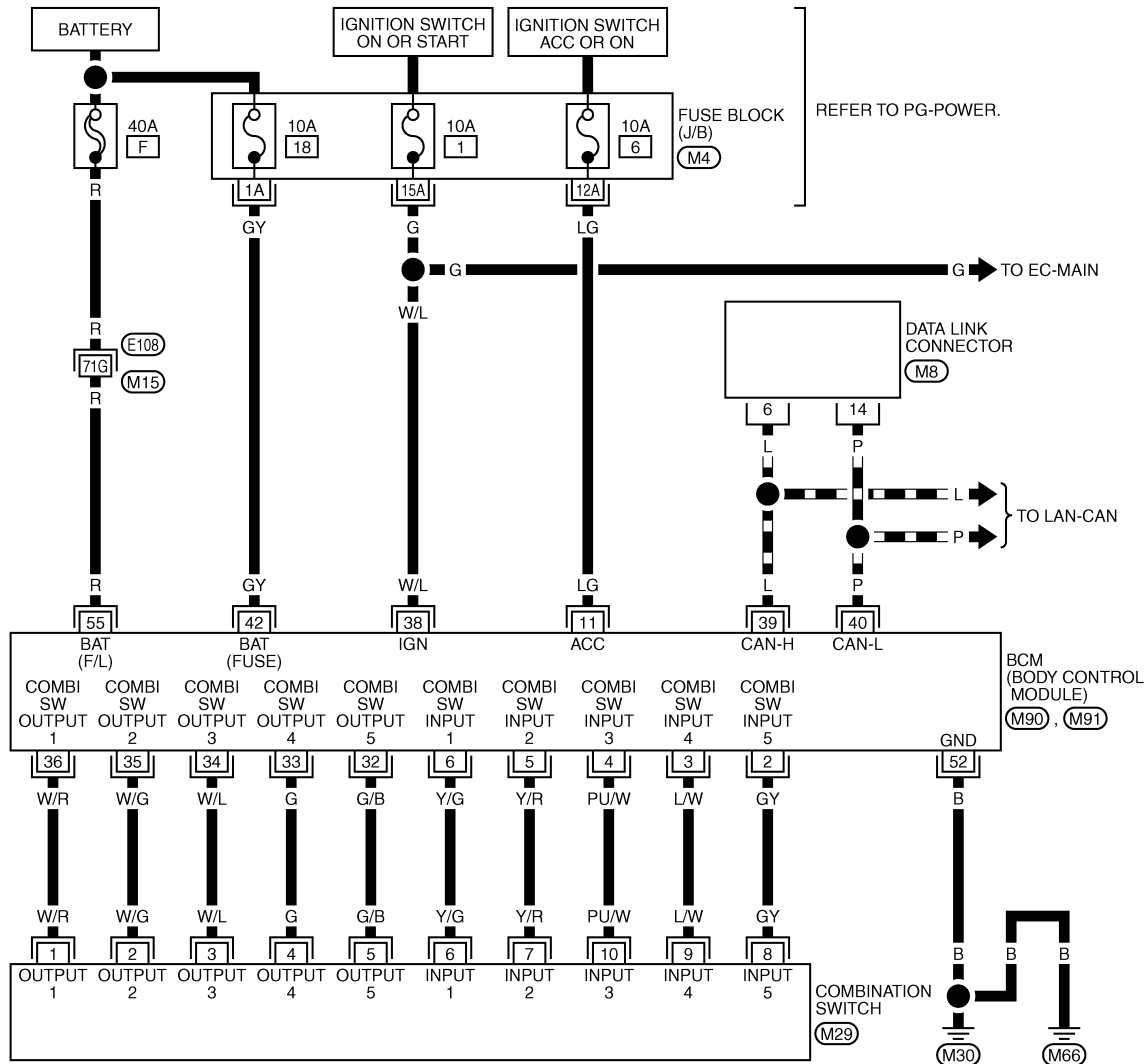 BATTERY
IGNITION SWITCH
ON OR START
IGNITION SWITCH
ACC OR ON
REFER TO PG-POWER.
40A
F
10A
18
10A
1
10A
6
FUSE BLOCK
(J/B)
M4
R
1A
15A
12A
GY
G
LG
G
G
TO EC-MAIN
W/L
R
E108
71G
M15
R
DATA LINK
CONNECTOR
M8
6
14
L
P
L
P
TO LAN-CAN
R
GY
W/L
LG
L
P
55
42
38
11
39
40
BAT
(F/L)
BAT
(FUSE)
IGN
ACC
CAN-H
CAN-L
BCM
(BODY CONTROL
MODULE)
M90 , M91
COMBI
SW
OUTPUT
1
COMBI
SW
OUTPUT
2
COMBI
SW
OUTPUT
3
COMBI
SW
OUTPUT
4
COMBI
SW
OUTPUT
5
COMBI
SW
INPUT
1
COMBI
SW
INPUT
2
COMBI
SW
INPUT
3
COMBI
SW
INPUT
4
COMBI
SW
INPUT
5
GND
36
35
34
33
32
6
5
4
3
2
52
W/R
W/G
W/L
G
G/B
Y/G
Y/R
PU/W
L/W
GY
B
W/R
W/G
W/L
G
G/B
Y/G
Y/R
PU/W
L/W
GY
B
B
B
1
2
3
4
5
6
7
10
9
8
OUTPUT
1
OUTPUT
2
OUTPUT
3
OUTPUT
4
OUTPUT
5
INPUT
1
INPUT
2
INPUT
3
INPUT
4
INPUT
5
COMBINATION
SWITCH
M29
M30
M66